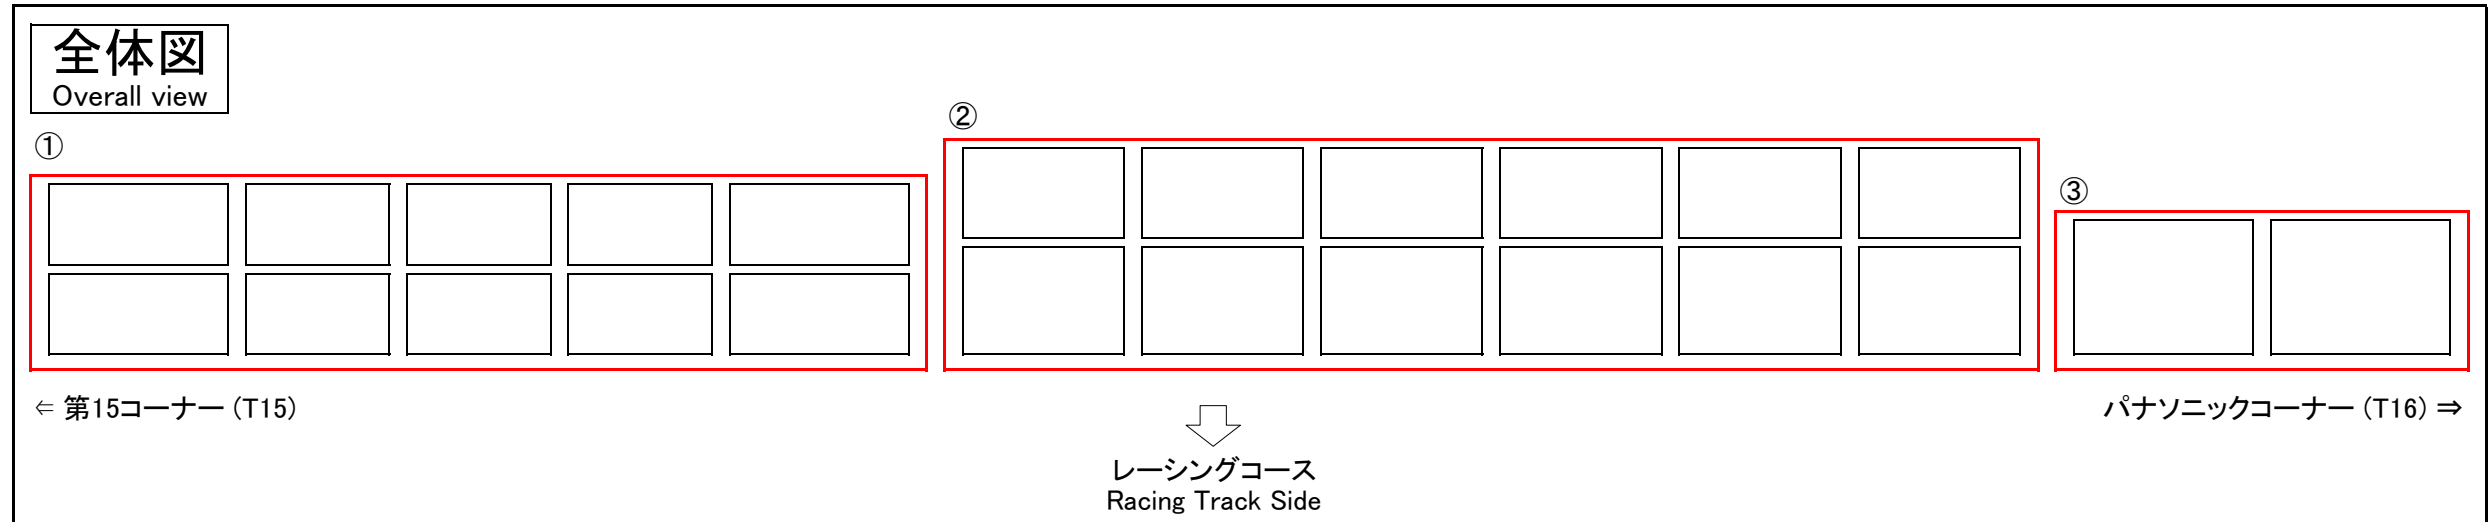 全体図
Overall view
①
②
③
⇐ 第15コーナー (T15)
パナソニックコーナー (T16) ⇒
レーシングコース
Racing Track Side